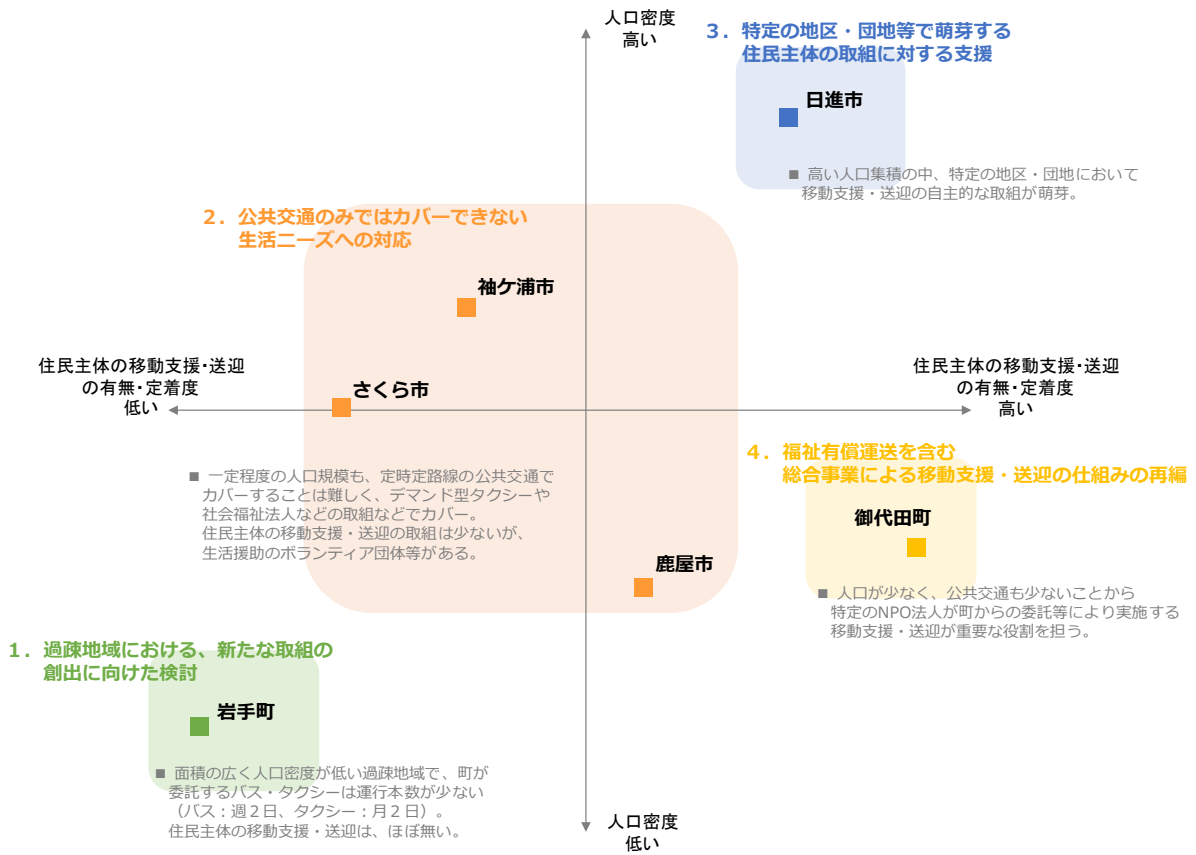 人口密度
高い
3．特定の地区・団地等で萌芽する
住民主体の取組に対する支援
日進市
■ 高い人口集積の中、特定の地区・団地において
移動支援・送迎の自主的な取組が萌芽。
2．公共交通のみではカバーできない
生活ニーズへの対応
袖ケ浦市
住民主体の移動支援・送迎
の有無・定着度
低い
さくら市
住民主体の移動支援・送迎
の有無・定着度
高い
■ 一定程度の人口規模も、定時定路線の公共交通で
カバーすることは難しく、デマンド型タクシーや
社会福祉法人などの取組などでカバー。
住民主体の移動支援・送迎の取組は少ないが、
生活援助のボランティア団体等がある。
鹿屋市
4．福祉有償運送を含む
総合事業による移動支援・送迎の仕組みの再編
御代田町
■ 人口が少なく、公共交通も少ないことから
特定のNPO法人が町からの委託等により実施する
移動支援・送迎が重要な役割を担う。
1．過疎地域における、新たな取組の
創出に向けた検討
岩手町
■ 面積の広く人口密度が低い過疎地域で、町が
委託するバス・タクシーは運行本数が少ない
（バス：週２日、タクシー：月２日）。
住民主体の移動支援・送迎は、ほぼ無い。
人口密度
低い